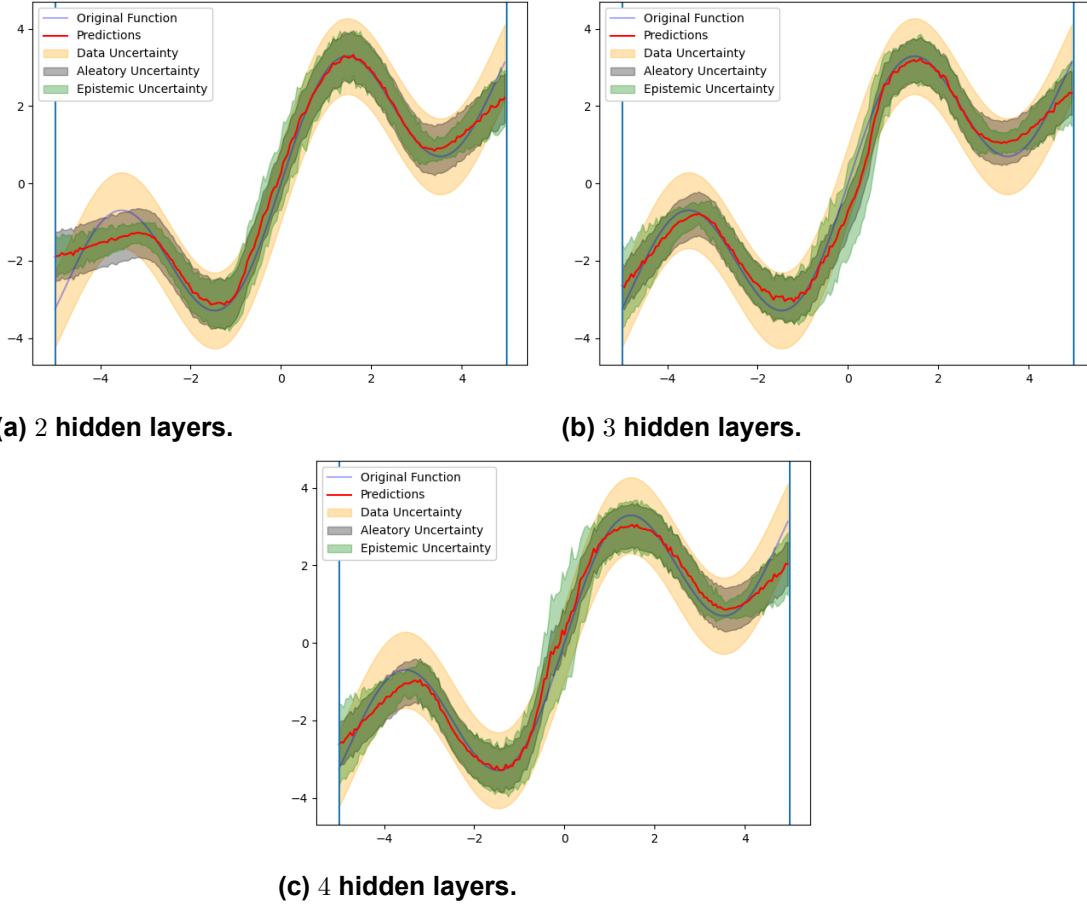 Original Function
Predictions
Data Uncertainty
Aleatory Uncertainty
Epistemic Uncertainty
4
2
0
−2
−4
−4 −2 0 2 4
Original Function
Predictions
Data Uncertainty
Aleatory Uncertainty
Epistemic Uncertainty
4
2
0
−2
−4
−4 −2 0 2 4
(a) 2 hidden layers.
(b) 3 hidden layers.
Original Function
Predictions
Data Uncertainty
Aleatory Uncertainty
Epistemic Uncertainty
4
2
0
−2
−4
−4 −2 0 2 4
(c) 4 hidden layers.